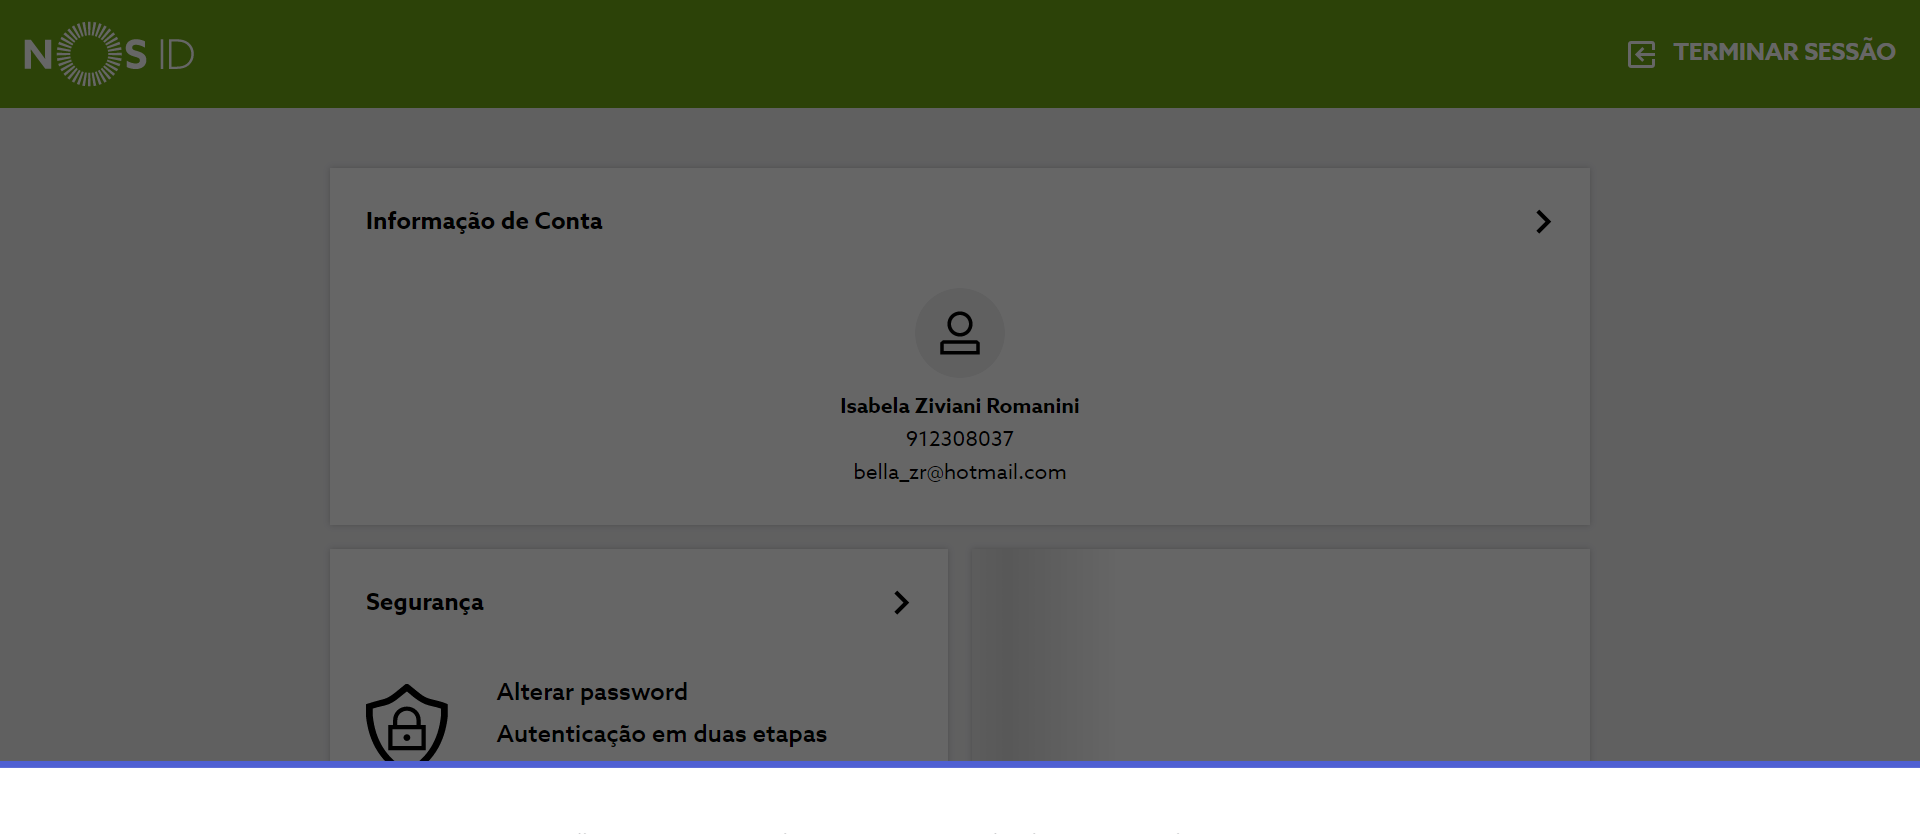 NOS ID
TERMINAR SESSÃO
Informação de Conta
Isabela Ziviani Romanini
912308037
bella_zr@hotmail.com
Segurança
Alterar password
Autenticação em duas etapas